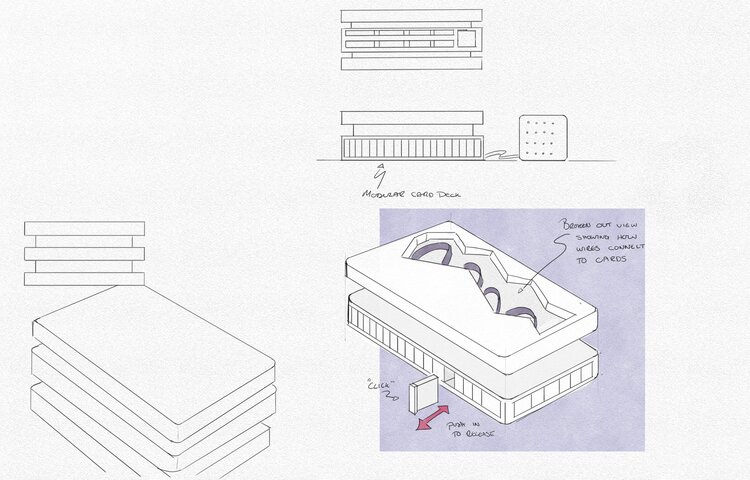 MODULAR CARD DECK
BROKEN OUT VIEW
SHOWING HOW
WIRES CONNECT
TO CARDS
"CLICK"
PUSH IN
TO RELEASE